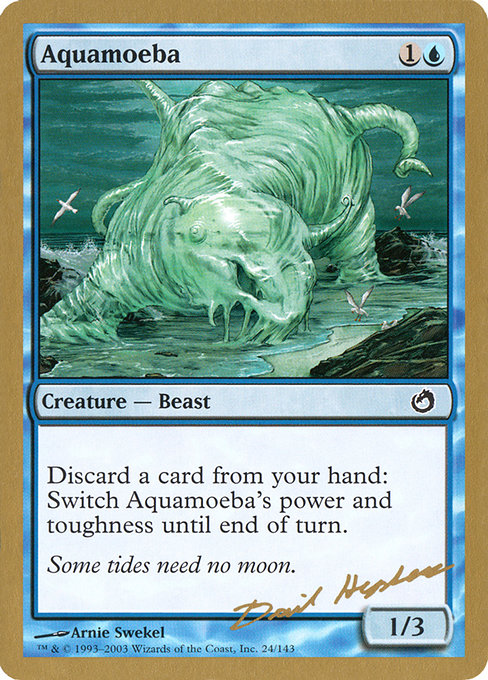 Aquamoeba 1
Creature — Beast
Discard a card from your hand:
Switch Aquamoeba's power and
toughness until end of turn.
Some tides need no moon.
Arnie Swekel
1/3
™ & © 1993–2003 Wizards of the Coast, Inc. 24/143